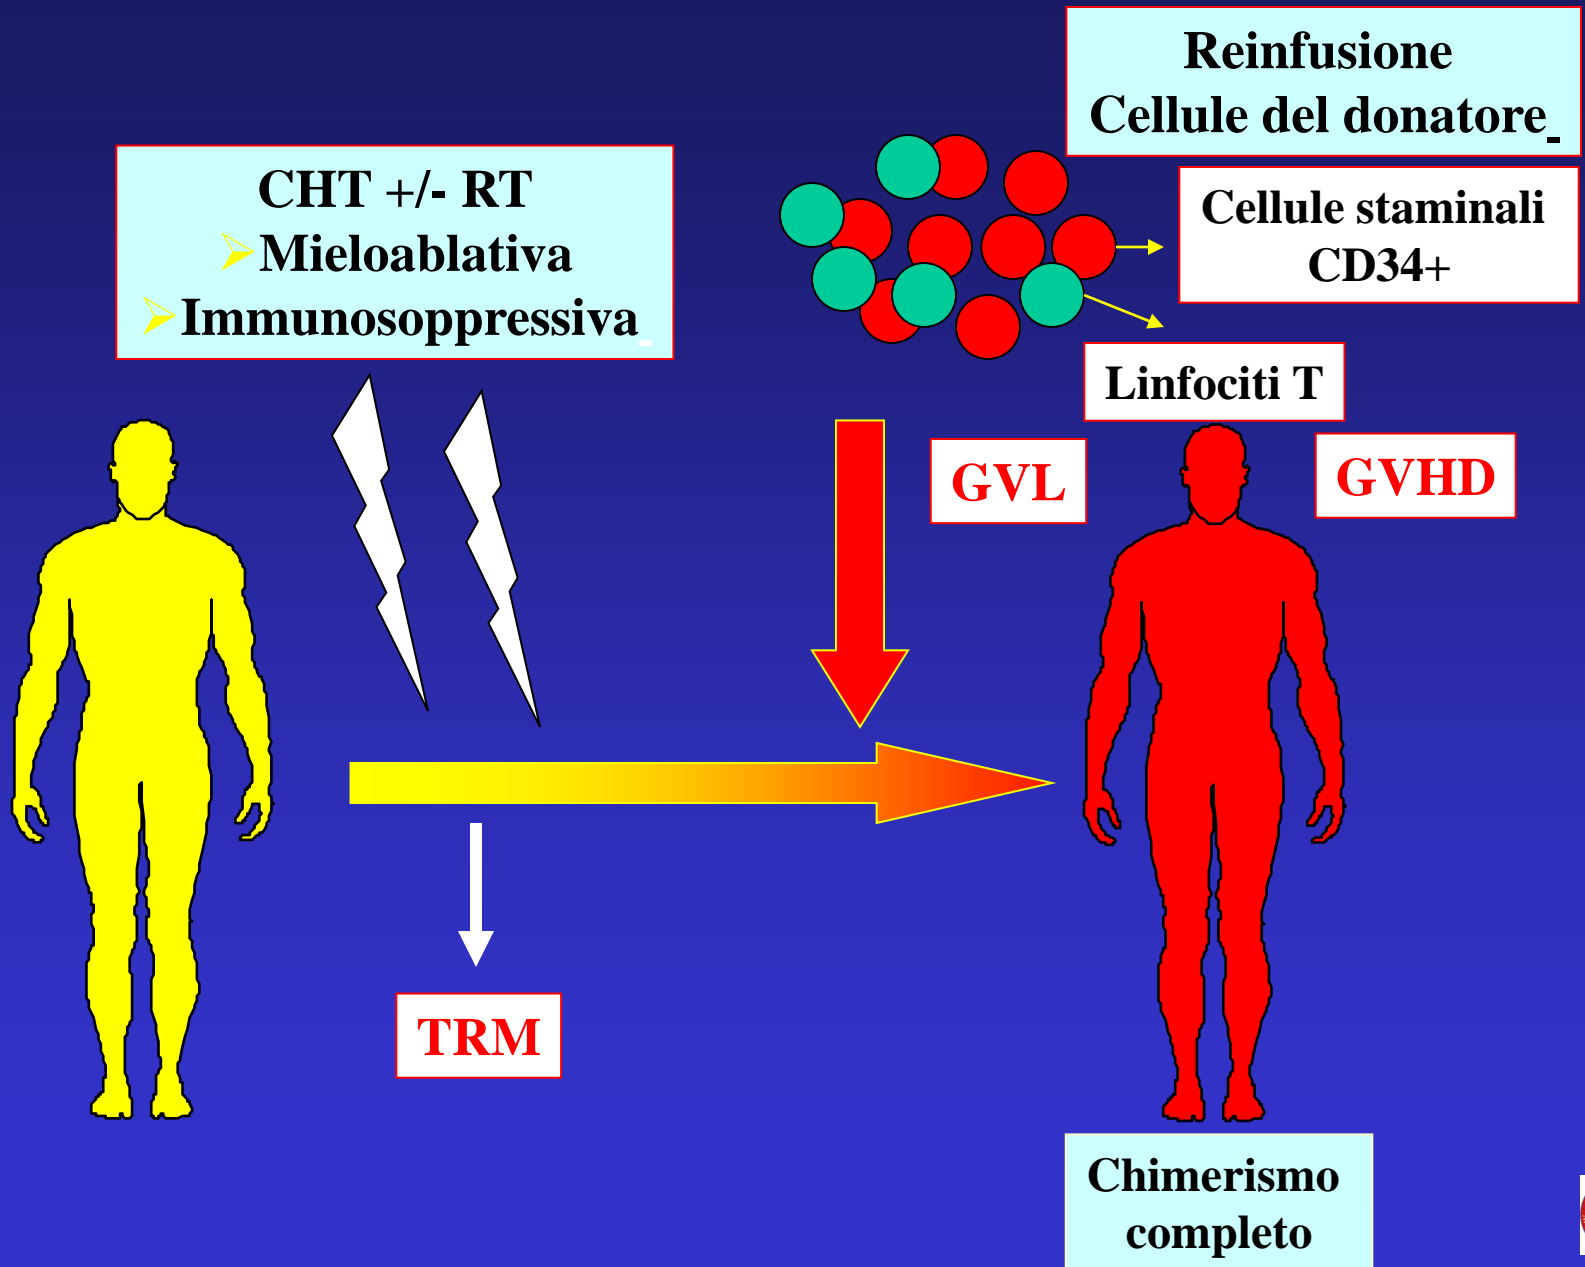 Reinfusione
Cellule del donatore
CHT +/- RT
Mieloablativa
Immunosoppressiva
Cellule staminali
CD34+
Linfociti T
GVL
GVHD
TRM
Chimerismo
completo